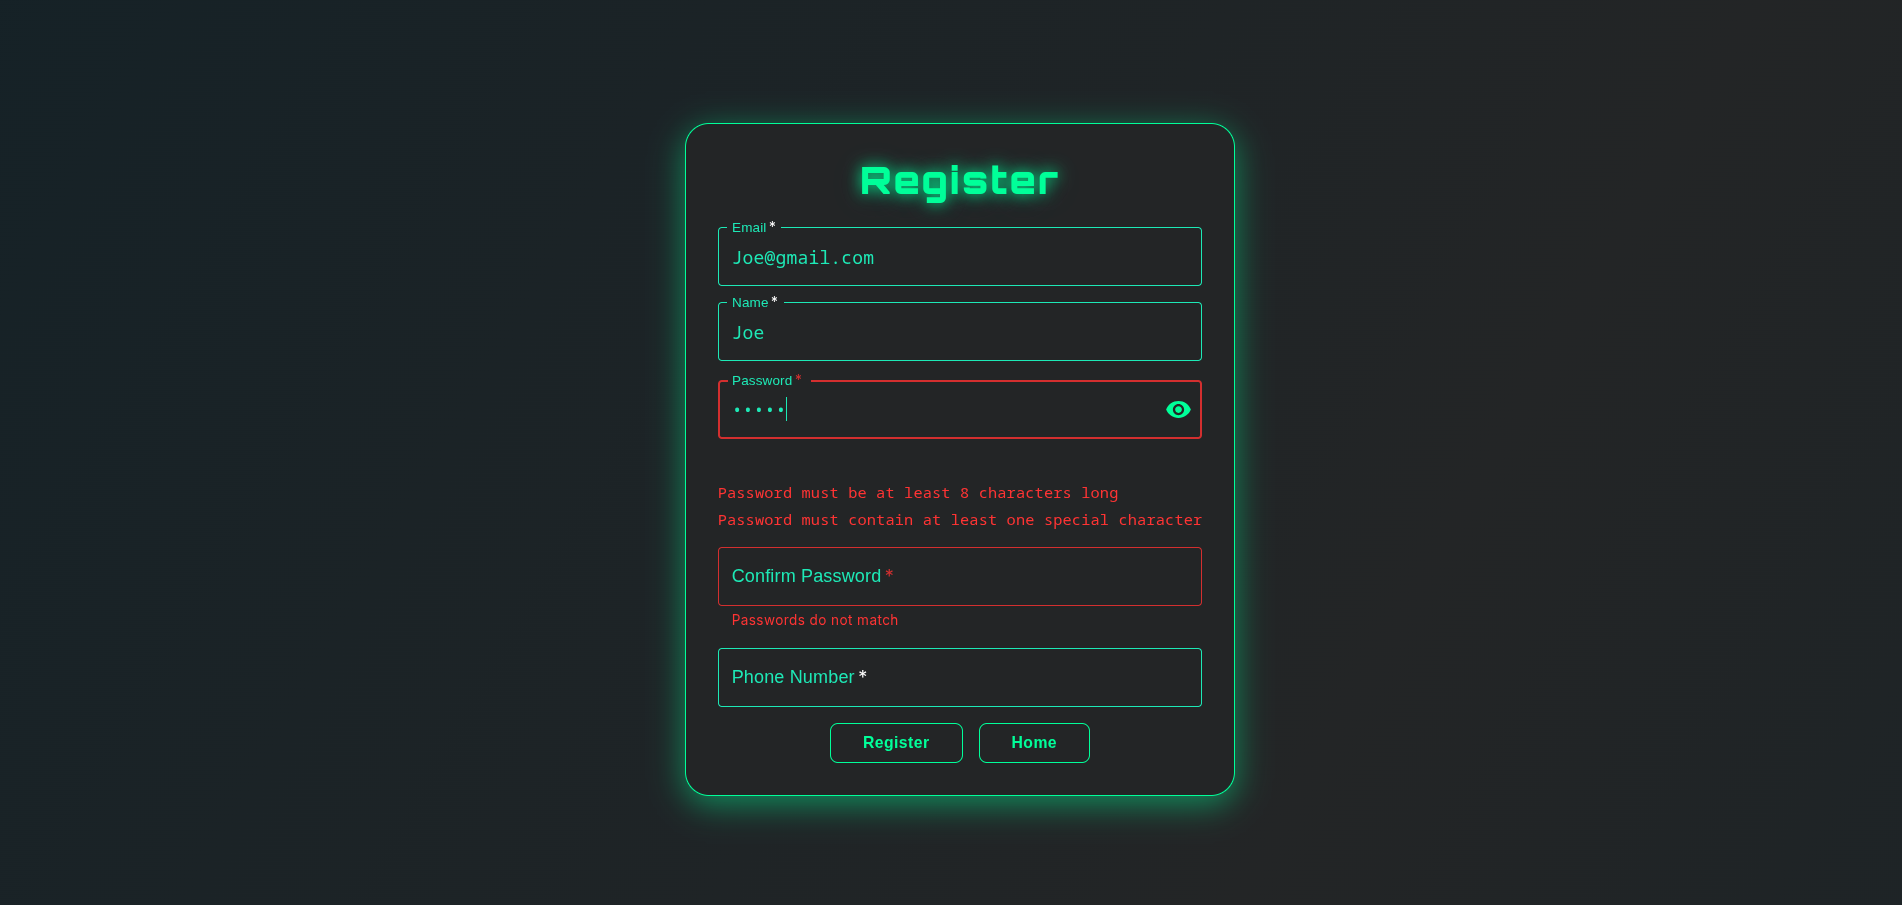 Register
Email *
Joe@gmail.com
Name *
Joe
Password *
•••••
Password must be at least 8 characters long
Password must contain at least one special character
Confirm Password *
Passwords do not match
Phone Number *
Register
Home